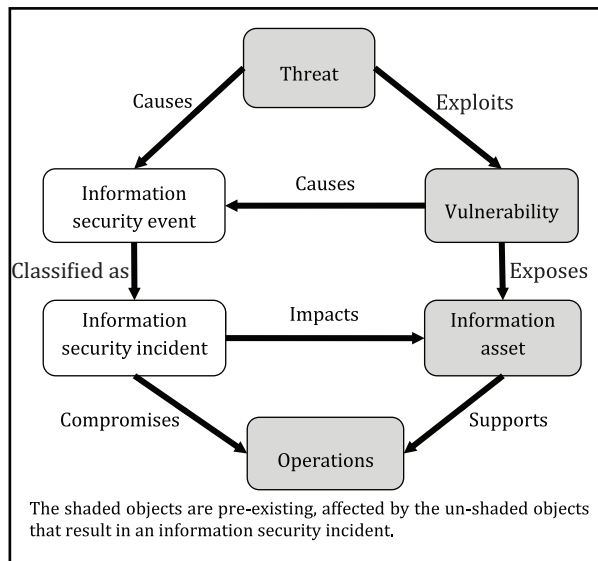 Threat
Causes
Exploits
Information
security event
Causes
Vulnerability
Classified as
Exposes
Information
security incident
Impacts
Information
asset
Compromises
Supports
Operations
The shaded objects are pre-existing, affected by the un-shaded objects
that result in an information security incident.